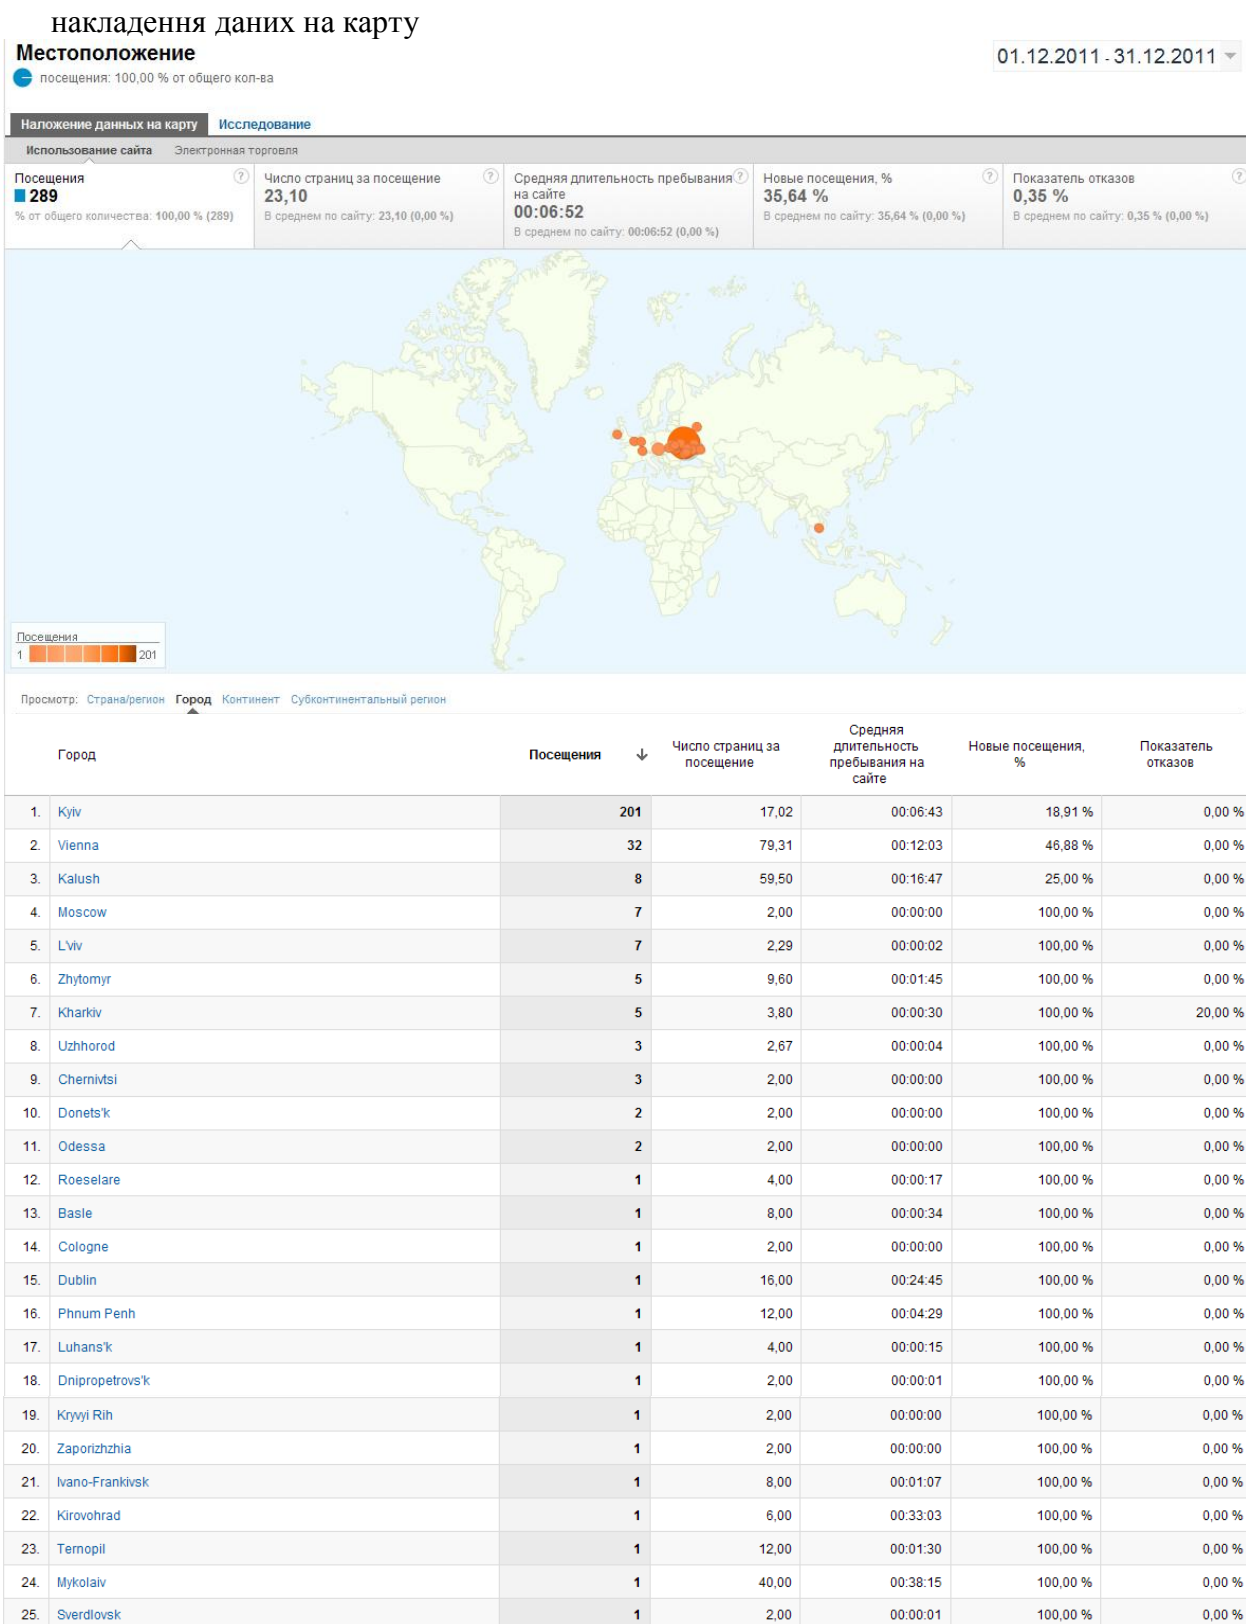 накладення даних на карту
Местоположение
01.12.2011 - 31.12.2011
посещения: 100,00 % от общего кол-ва
Наложение данных на карту Исследование
Использование сайта Электронная торговля
Посещения
289
% от общего количества: 100,00 % (289)
Число страниц за посещение
23,10
В среднем по сайту: 23,10 (0,00 %)
Средняя длительность пребывания
на сайте
00:06:52
В среднем по сайту: 00:06:52 (0,00 %)
Новые посещения, %
35,64 %
В среднем по сайту: 35,64 % (0,00 %)
Показатель отказов
0,35 %
В среднем по сайту: 0,35 % (0,00 %)
Посещения
1 201
Просмотр: Страна/регион Город Континент Субконтинентальный регион
Город Посещения Число страниц за посещение Средняя длительность пребывания на сайте Новые посещения, % Показатель отказов
1. Kyiv 201 17,02 00:06:43 18,91 % 0,00 %
2. Vienna 32 79,31 00:12:03 46,88 % 0,00 %
3. Kalush 8 59,50 00:16:47 25,00 % 0,00 %
4. Moscow 7 2,00 00:00:00 100,00 % 0,00 %
5. L'viv 7 2,29 00:00:02 100,00 % 0,00 %
6. Zhytomyr 5 9,60 00:01:45 100,00 % 0,00 %
7. Kharkiv 5 3,80 00:00:30 100,00 % 20,00 %
8. Uzhhorod 3 2,67 00:00:04 100,00 % 0,00 %
9. Chernivtsi 3 2,00 00:00:00 100,00 % 0,00 %
10. Donets'k 2 2,00 00:00:00 100,00 % 0,00 %
11. Odessa 2 2,00 00:00:00 100,00 % 0,00 %
12. Roeselare 1 4,00 00:00:17 100,00 % 0,00 %
13. Basle 1 8,00 00:00:34 100,00 % 0,00 %
14. Cologne 1 2,00 00:00:00 100,00 % 0,00 %
15. Dublin 1 16,00 00:24:45 100,00 % 0,00 %
16. Phnum Penh 1 12,00 00:04:29 100,00 % 0,00 %
17. Luhans'k 1 4,00 00:00:15 100,00 % 0,00 %
18. Dnipropetrovs'k 1 2,00 00:00:01 100,00 % 0,00 %
19. Kryvyi Rih 1 2,00 00:00:00 100,00 % 0,00 %
20. Zaporizhzhia 1 2,00 00:00:00 100,00 % 0,00 %
21. Ivano-Frankivsk 1 8,00 00:01:07 100,00 % 0,00 %
22. Kirovohrad 1 6,00 00:33:03 100,00 % 0,00 %
23. Ternopil 1 12,00 00:01:30 100,00 % 0,00 %
24. Mykolaiv 1 40,00 00:38:15 100,00 % 0,00 %
25. Sverdlovsk 1 2,00 00:00:01 100,00 % 0,00 %